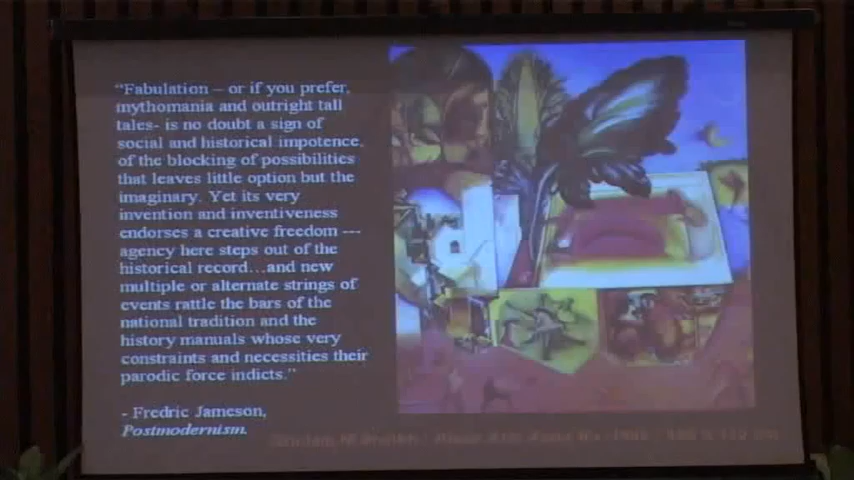 “Fabulation – or if you prefer,
mythomania and outright tall
tales- is no doubt a sign of
social and historical impotence,
of the blocking of possibilities
that leaves little option but the
imaginary. Yet its very
invention and inventiveness
endorses a creative freedom ---
agency here steps out of the
historical record…and new
multiple or alternate strings of
events rattle the bars of the
national tradition and the
history manuals whose very
constraints and necessities their
parodic force indicts.”
- Fredric Jameson,
Postmodernism.